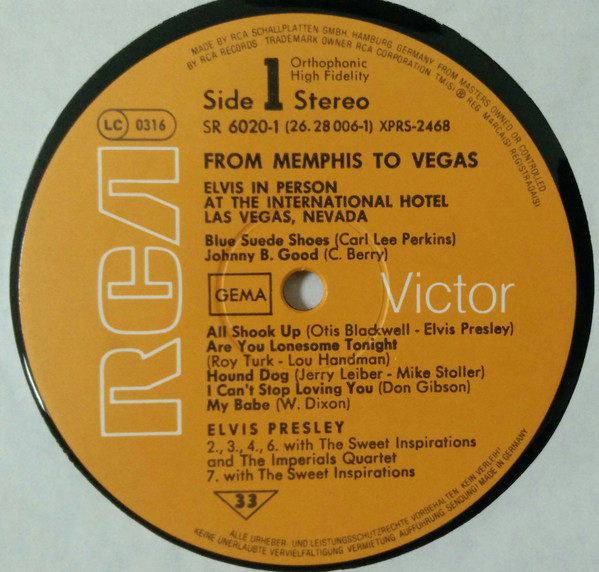 MADE BY RCA SCHALLPLATTEN GMBH HAMBURG GERMANY FROM MASTERS OWNED OR CONTROLLED
BY RCA RECORDS TRADEMARK OWNER RCA CORPORATION TM(S) ® REG MARCA(S) REGISTRADA(S)
Orthophonic
High Fidelity
Side 1 Stereo
LC 0316
SR 6020-1 (26.28 006-1) XPRS-2468
FROM MEMPHIS TO VEGAS
ELVIS IN PERSON
AT THE INTERNATIONAL HOTEL
LAS VEGAS, NEVADA
Blue Suede Shoes (Carl Lee Perkins)
Johnny B. Good (C. Berry)
RCA
GEMA
Victor
All Shook Up (Otis Blackwell - Elvis Presley)
Are You Lonesome Tonight
(Roy Turk - Lou Handman)
Hound Dog (Jerry Leiber - Mike Stoller)
I Can't Stop Loving You (Don Gibson)
My Babe (W. Dixon)
ELVIS PRESLEY
2., 3., 4., 6. with The Sweet Inspirations
and The Imperials Quartet
7. with The Sweet Inspirations
33
ALLE URHEBER- UND LEISTUNGSSCHUTZRECHTE VORBEHALTEN KEIN VERLEIH!
KEINE UNERLAUBTE VERVIELFÄLTIGUNG VERMIETUNG AUFFÜHRUNG SENDUNG! MADE IN GERMANY